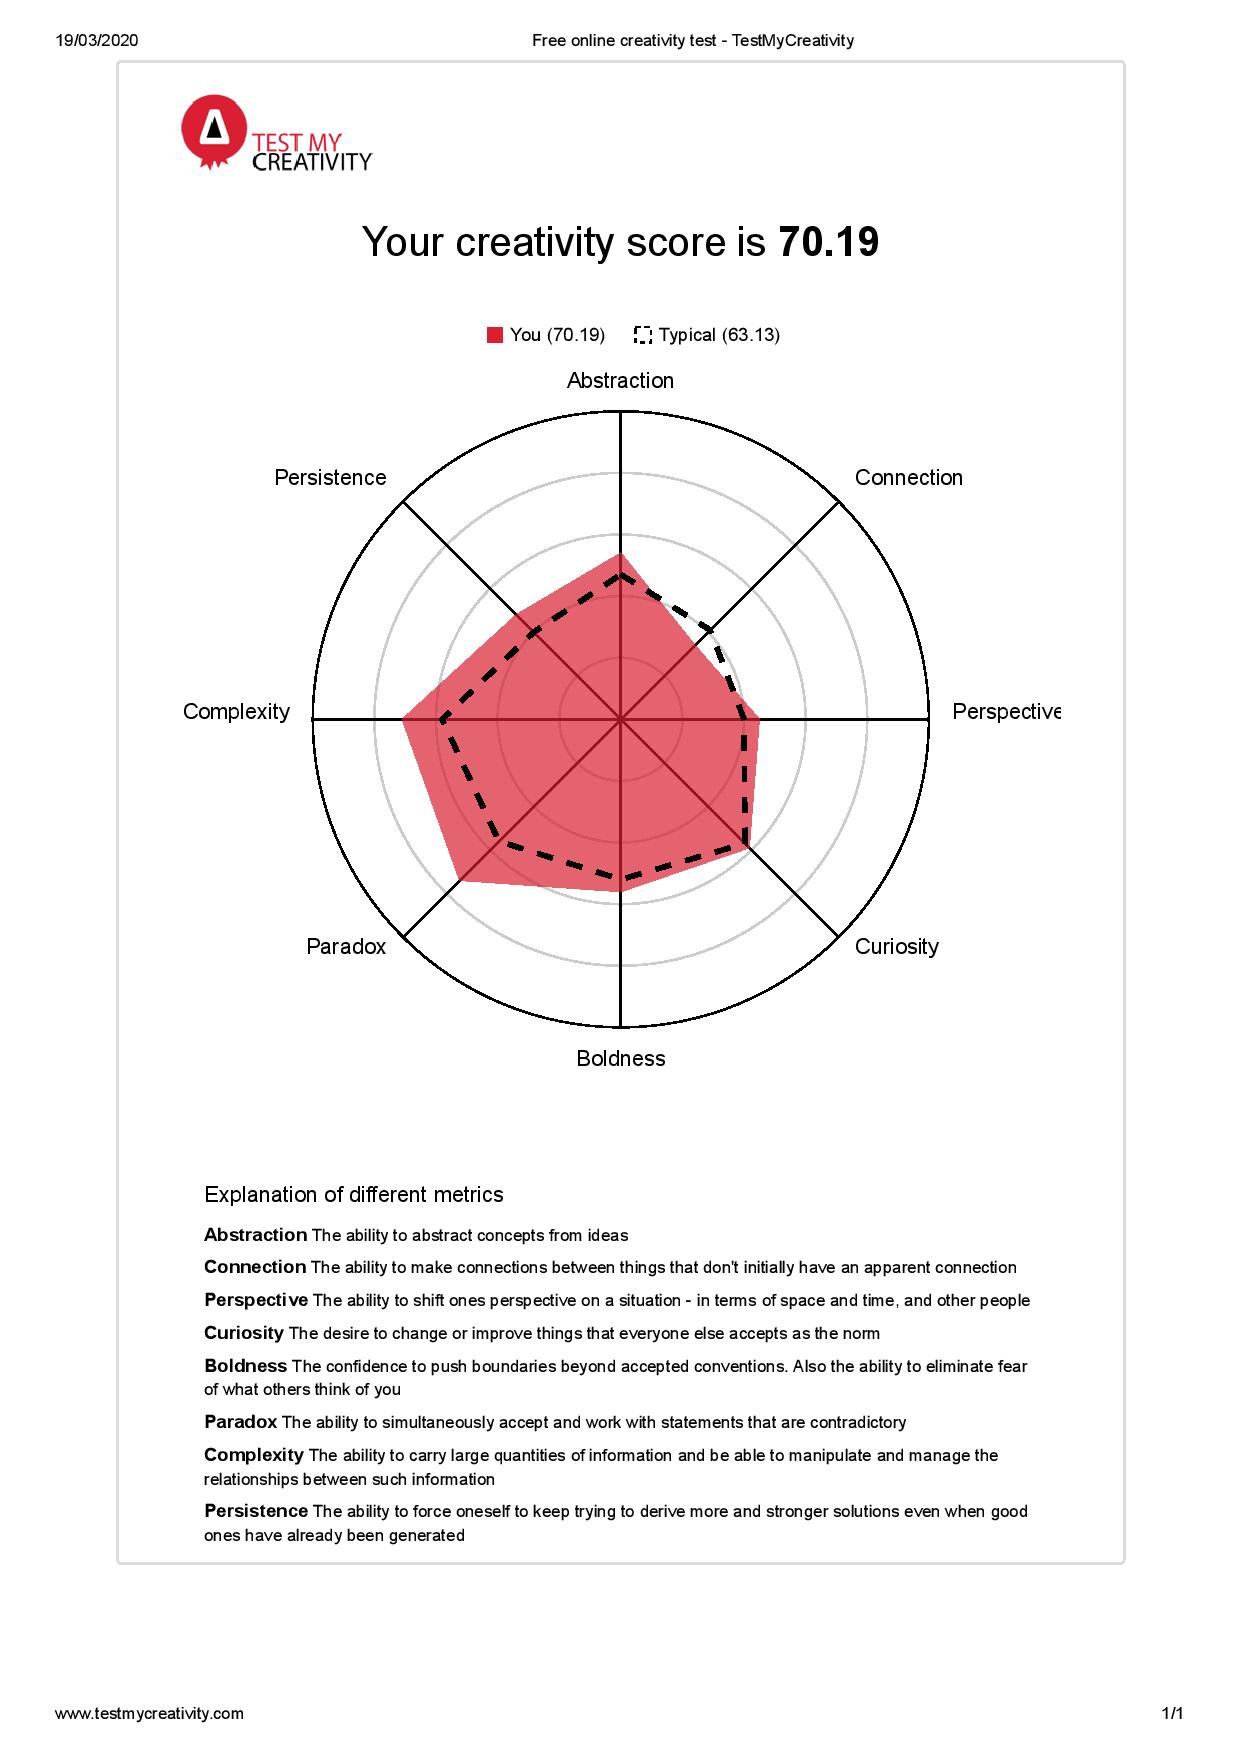 19/03/2020 Free online creativity test - TestMyCreativity
TEST MY
CREATIVITY
Your creativity score is 70.19
You (70.19) Typical (63.13)
Abstraction
Persistence Connection
Complexity Perspective
Paradox Curiosity
Boldness
Explanation of different metrics
Abstraction The ability to abstract concepts from ideas
Connection The ability to make connections between things that don't initially have an apparent connection
Perspective The ability to shift ones perspective on a situation - in terms of space and time, and other people
Curiosity The desire to change or improve things that everyone else accepts as the norm
Boldness The confidence to push boundaries beyond accepted conventions. Also the ability to eliminate fear
of what others think of you
Paradox The ability to simultaneously accept and work with statements that are contradictory
Complexity The ability to carry large quantities of information and be able to manipulate and manage the
relationships between such information
Persistence The ability to force oneself to keep trying to derive more and stronger solutions even when good
ones have already been generated
www.testmycreativity.com 1/1